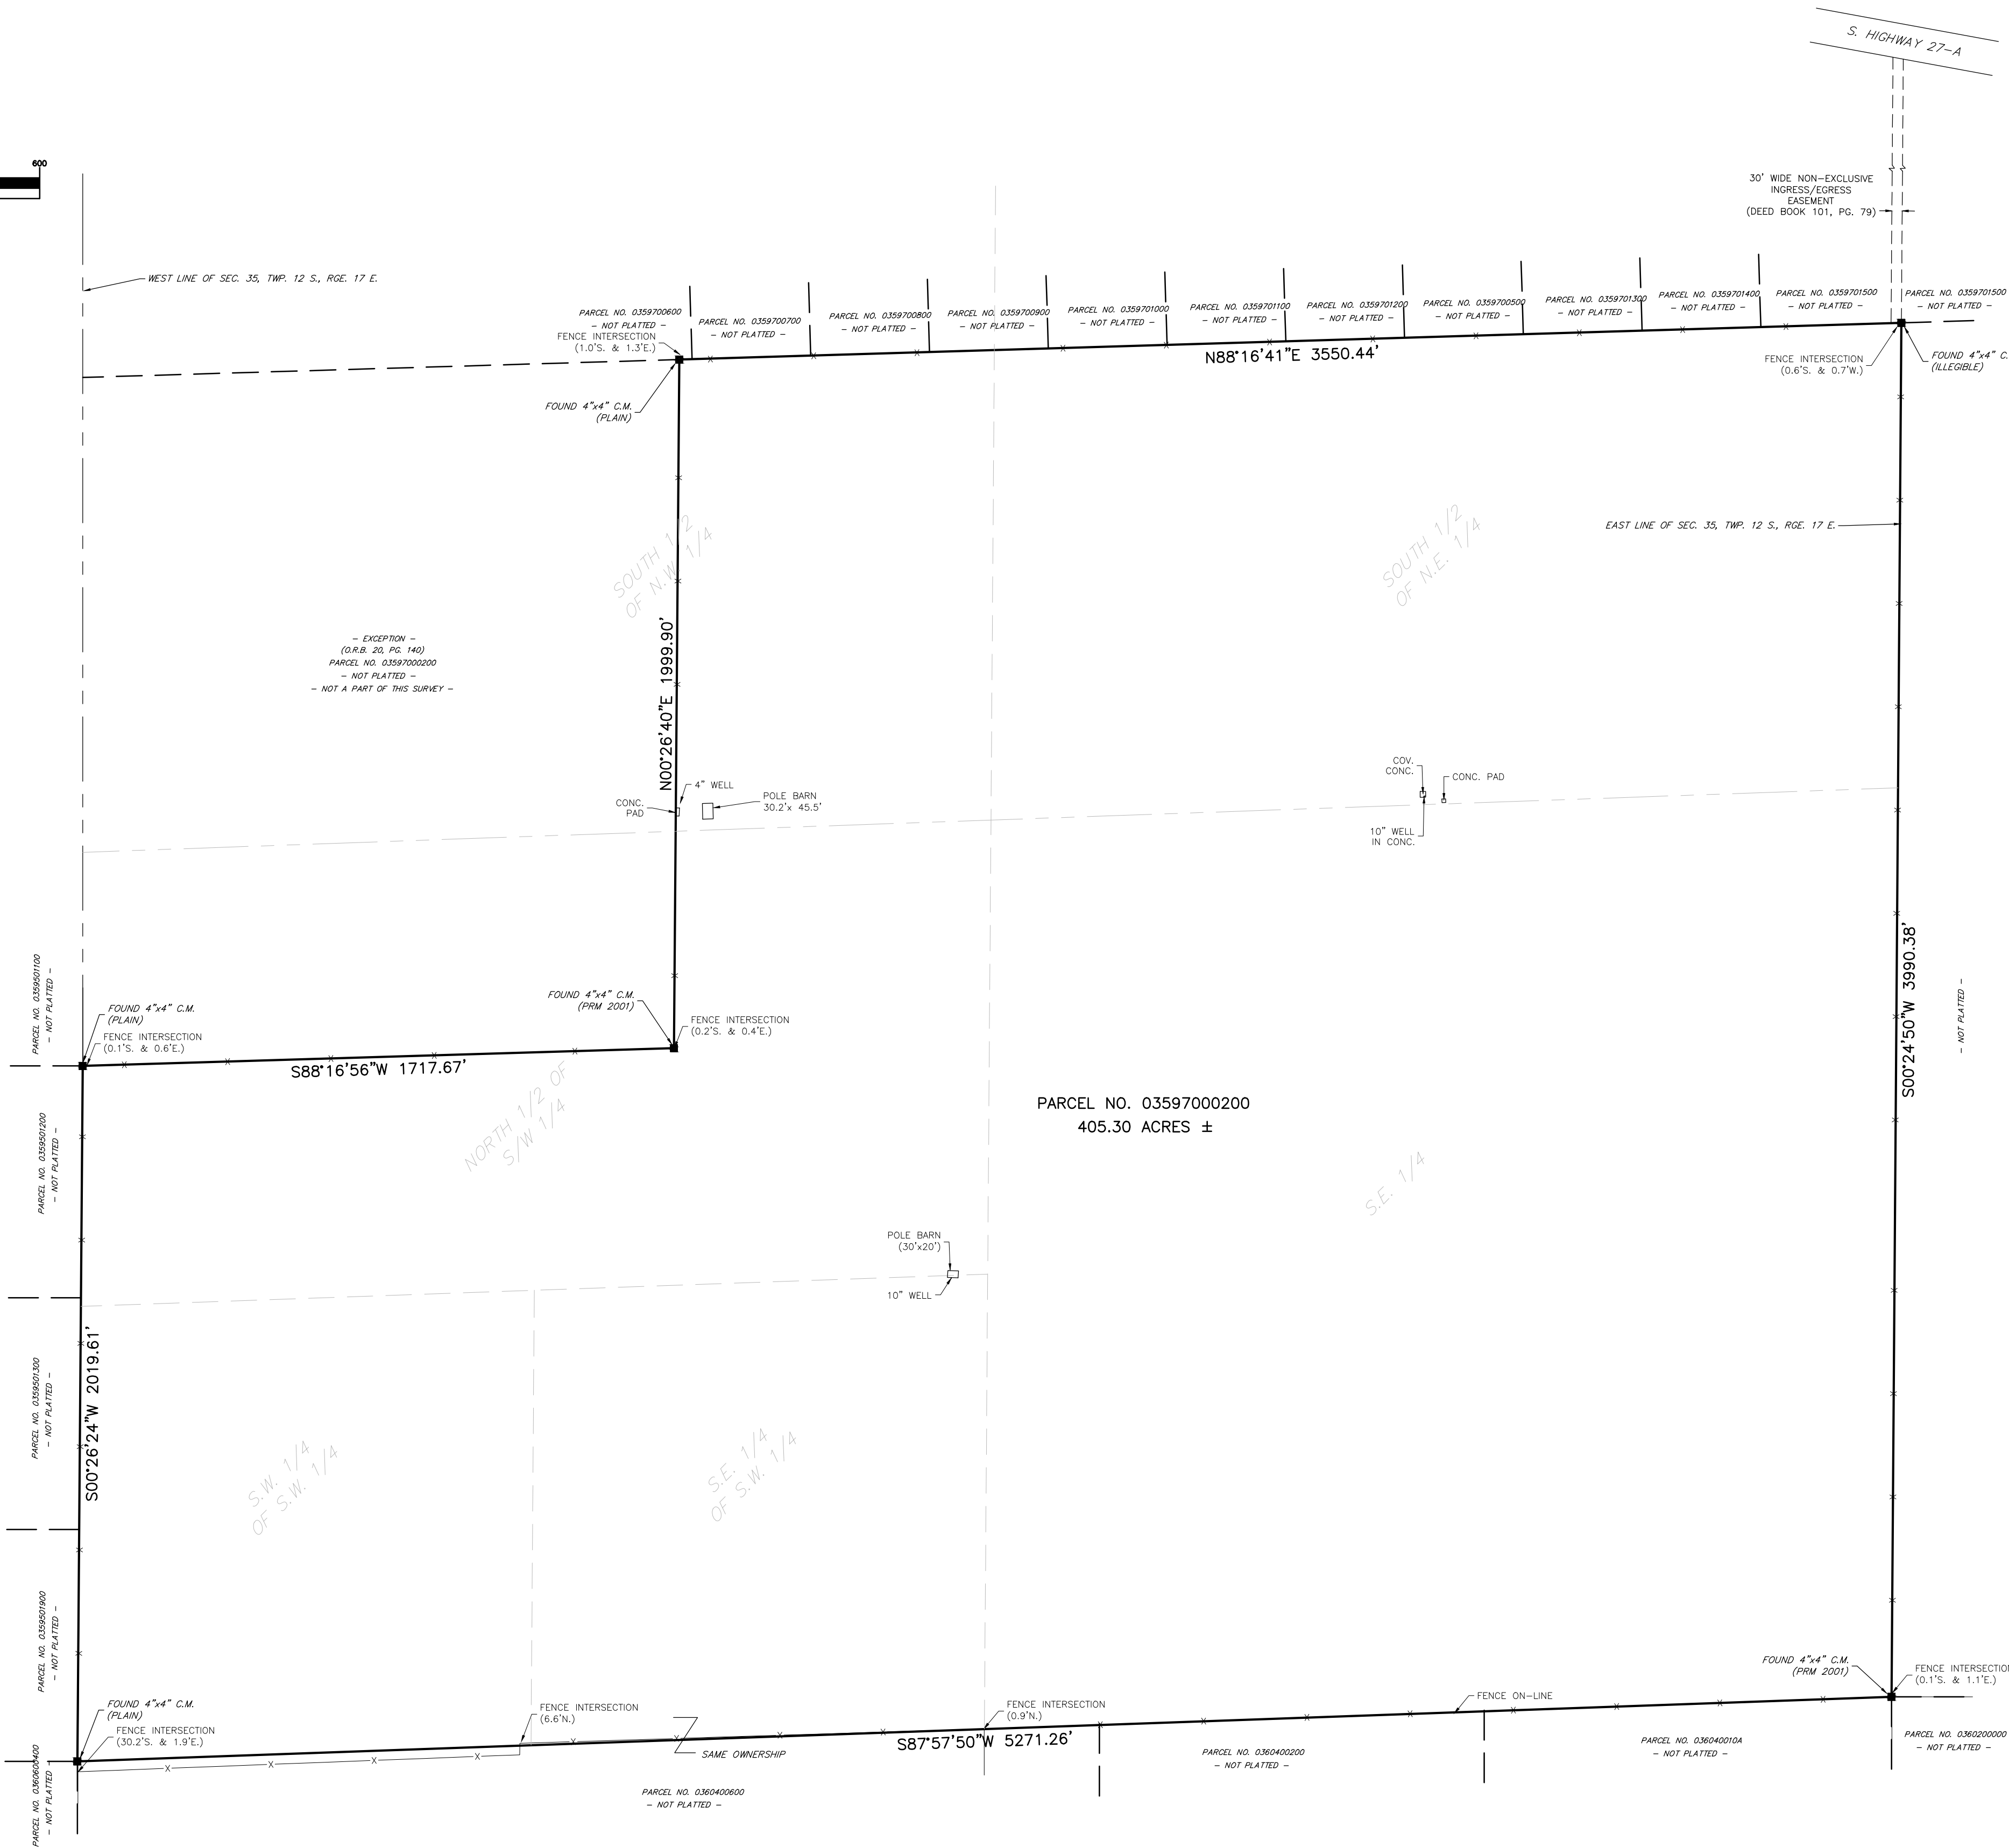 S. HIGHWAY 27-A
600
30' WIDE NON-EXCLUSIVE
INGRESS/EGRESS
EASEMENT
(DEED BOOK 101, PG. 79)
WEST LINE OF SEC. 35, TWP. 12 S., RGE. 17 E.
PARCEL NO. 0359700600
- NOT PLATTED -
FENCE INTERSECTION
(1.0'S. & 1.3'E.)
PARCEL NO. 0359700700
- NOT PLATTED -
PARCEL NO. 0359700800
- NOT PLATTED -
PARCEL NO. 0359700900
- NOT PLATTED -
PARCEL NO. 0359701000
- NOT PLATTED -
PARCEL NO. 0359701100
- NOT PLATTED -
PARCEL NO. 0359701200
- NOT PLATTED -
PARCEL NO. 0359700500
- NOT PLATTED -
PARCEL NO. 0359701300
- NOT PLATTED -
PARCEL NO. 0359701400
- NOT PLATTED -
PARCEL NO. 0359701500
- NOT PLATTED -
PARCEL NO. 0359701500
- NOT PLATTED -
N88°16'41"E 3550.44'
FENCE INTERSECTION
(0.6'S. & 0.7'W.)
FOUND 4"x4" C.
(ILLEGIBLE)
FOUND 4"x4" C.M.
(PLAIN)
SOUTH 1/2
OF N.W. 1/4
SOUTH 1/2
OF N.E. 1/4
EAST LINE OF SEC. 35, TWP. 12 S., RGE. 17 E.
- EXCEPTION -
(O.R.B. 20, PG. 140)
PARCEL NO. 03597000200
- NOT PLATTED -
- NOT A PART OF THIS SURVEY -
N00°26'40"E 1999.90'
4" WELL
CONC.
PAD
POLE BARN
30.2'x 45.5'
COV.
CONC.
CONC. PAD
10" WELL
IN CONC.
S00°24'50"W 3990.38'
- NOT PLATTED -
PARCEL NO. 0359501100
- NOT PLATTED -
FOUND 4"x4" C.M.
(PLAIN)
FENCE INTERSECTION
(0.1'S. & 0.6'E.)
FOUND 4"x4" C.M.
(PRM 2001)
FENCE INTERSECTION
(0.2'S. & 0.4'E.)
S88°16'56"W 1717.67'
NORTH 1/2 OF
S/W 1/4
PARCEL NO. 03597000200
405.30 ACRES ±
PARCEL NO. 0359501200
- NOT PLATTED -
S.E. 1/4
POLE BARN
(30'x20')
10" WELL
S00°26'24"W 2019.61'
PARCEL NO. 0359501300
- NOT PLATTED -
S.W. 1/4
OF S.W. 1/4
S.E. 1/4
OF S.W. 1/4
PARCEL NO. 0359501900
- NOT PLATTED -
FOUND 4"x4" C.M.
(PRM 2001)
FENCE INTERSECTION
(0.1'S. & 1.1'E.)
FOUND 4"x4" C.M.
(PLAIN)
FENCE INTERSECTION
(30.2'S. & 1.9'E.)
FENCE INTERSECTION
(6.6'N.)
FENCE INTERSECTION
(0.9'N.)
FENCE ON-LINE
S87°57'50"W 5271.26'
SAME OWNERSHIP
PARCEL NO. 0360600400
- NOT PLATTED -
PARCEL NO. 0360400600
- NOT PLATTED -
PARCEL NO. 0360400200
- NOT PLATTED -
PARCEL NO. 036040010A
- NOT PLATTED -
PARCEL NO. 0360200000
- NOT PLATTED -